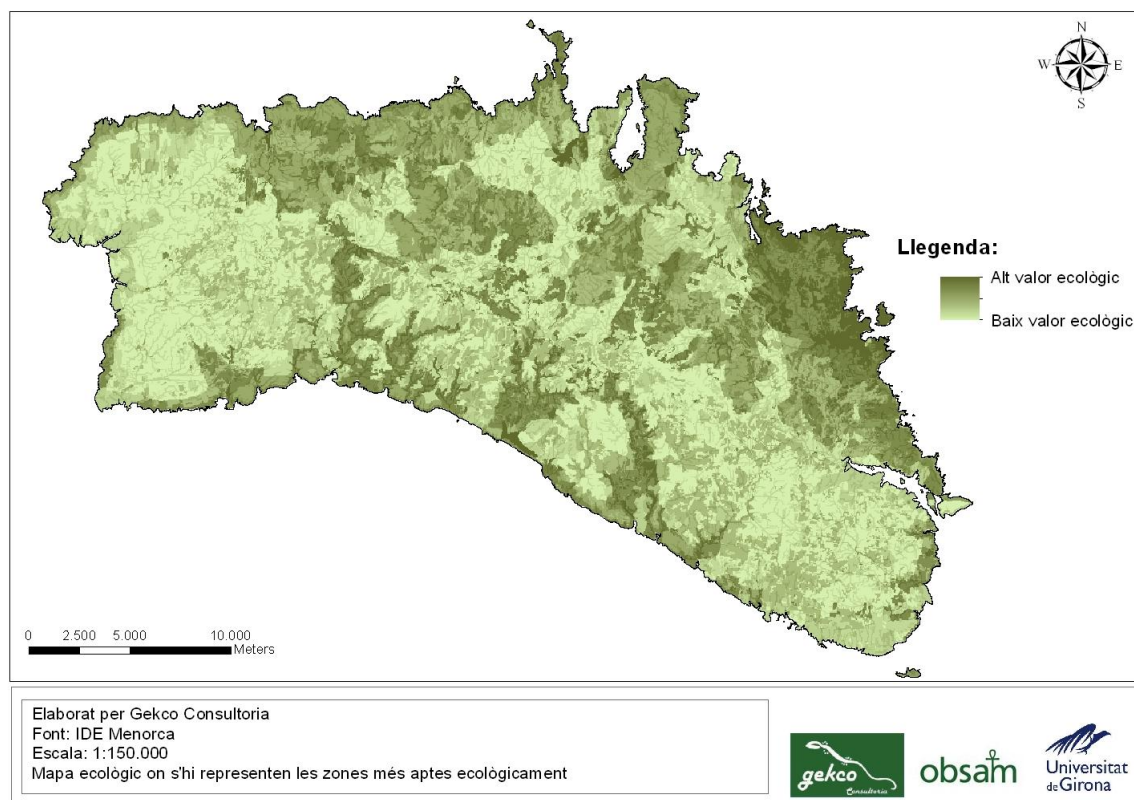 N
W E
S
Llegenda:
Alt valor ecològic
Baix valor ecològic
0 2.500 5.000 10.000
Meters
Elaborat per Gekco Consultoria
Font: IDE Menorca
Escala: 1:150.000
Mapa ecològic on s'hi representen les zones més aptes ecològicament
gekco
Consultoria
obsam
Universitat
de Girona